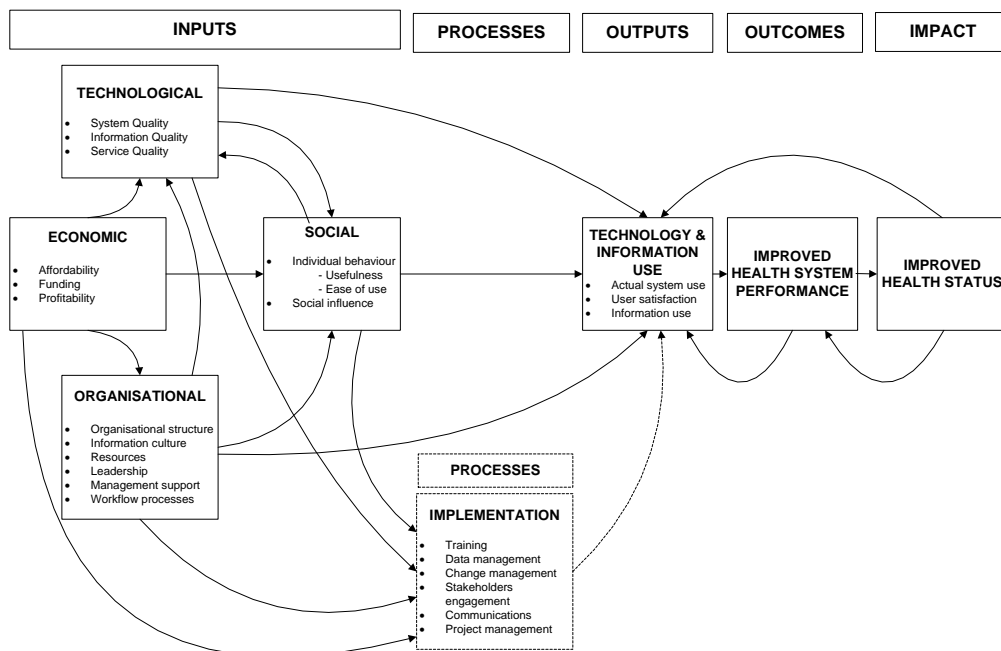 INPUTS
PROCESSES
OUTPUTS
OUTCOMES
IMPACT
TECHNOLOGICAL
• System Quality
• Information Quality
• Service Quality
ECONOMIC
• Affordability
• Funding
• Profitability
SOCIAL
• Individual behaviour
- Usefulness
- Ease of use
• Social influence
TECHNOLOGY &
INFORMATION
USE
• Actual system use
• User satisfaction
• Information use
IMPROVED
HEALTH SYSTEM
PERFORMANCE
IMPROVED
HEALTH STATUS
ORGANISATIONAL
• Organisational structure
• Information culture
• Resources
• Leadership
• Management support
• Workflow processes
PROCESSES
IMPLEMENTATION
• Training
• Data management
• Change management
• Stakeholders
engagement
• Communications
• Project management